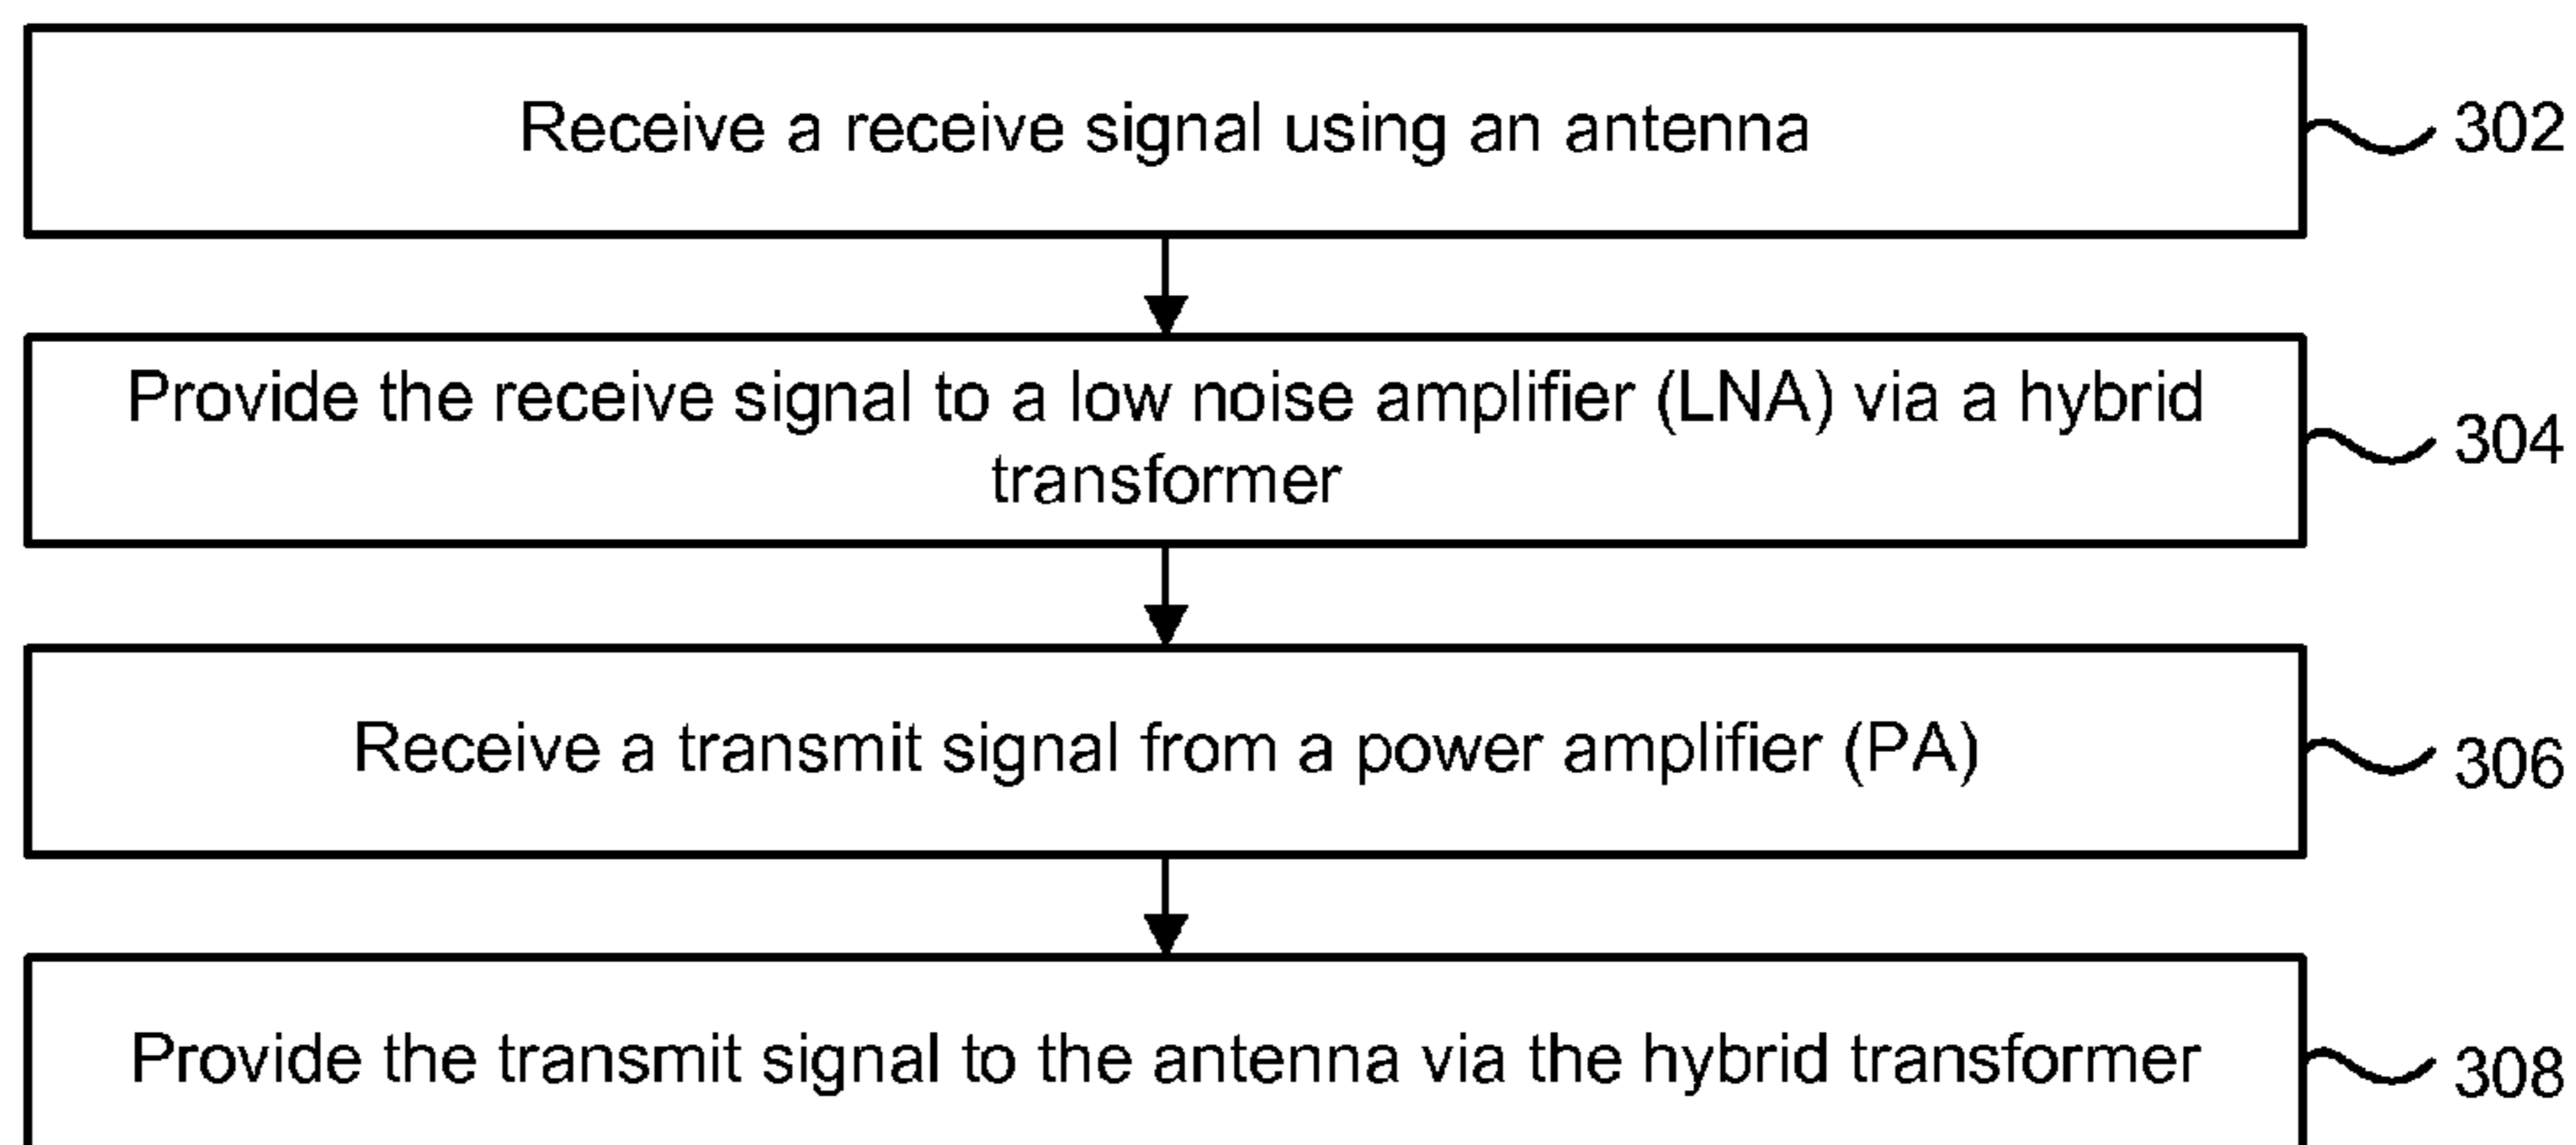 Receive a receive signal using an antenna
302
Provide the receive signal to a low noise amplifier (LNA) via a hybrid
transformer
304
Receive a transmit signal from a power amplifier (PA)
306
Provide the transmit signal to the antenna via the hybrid transformer
308